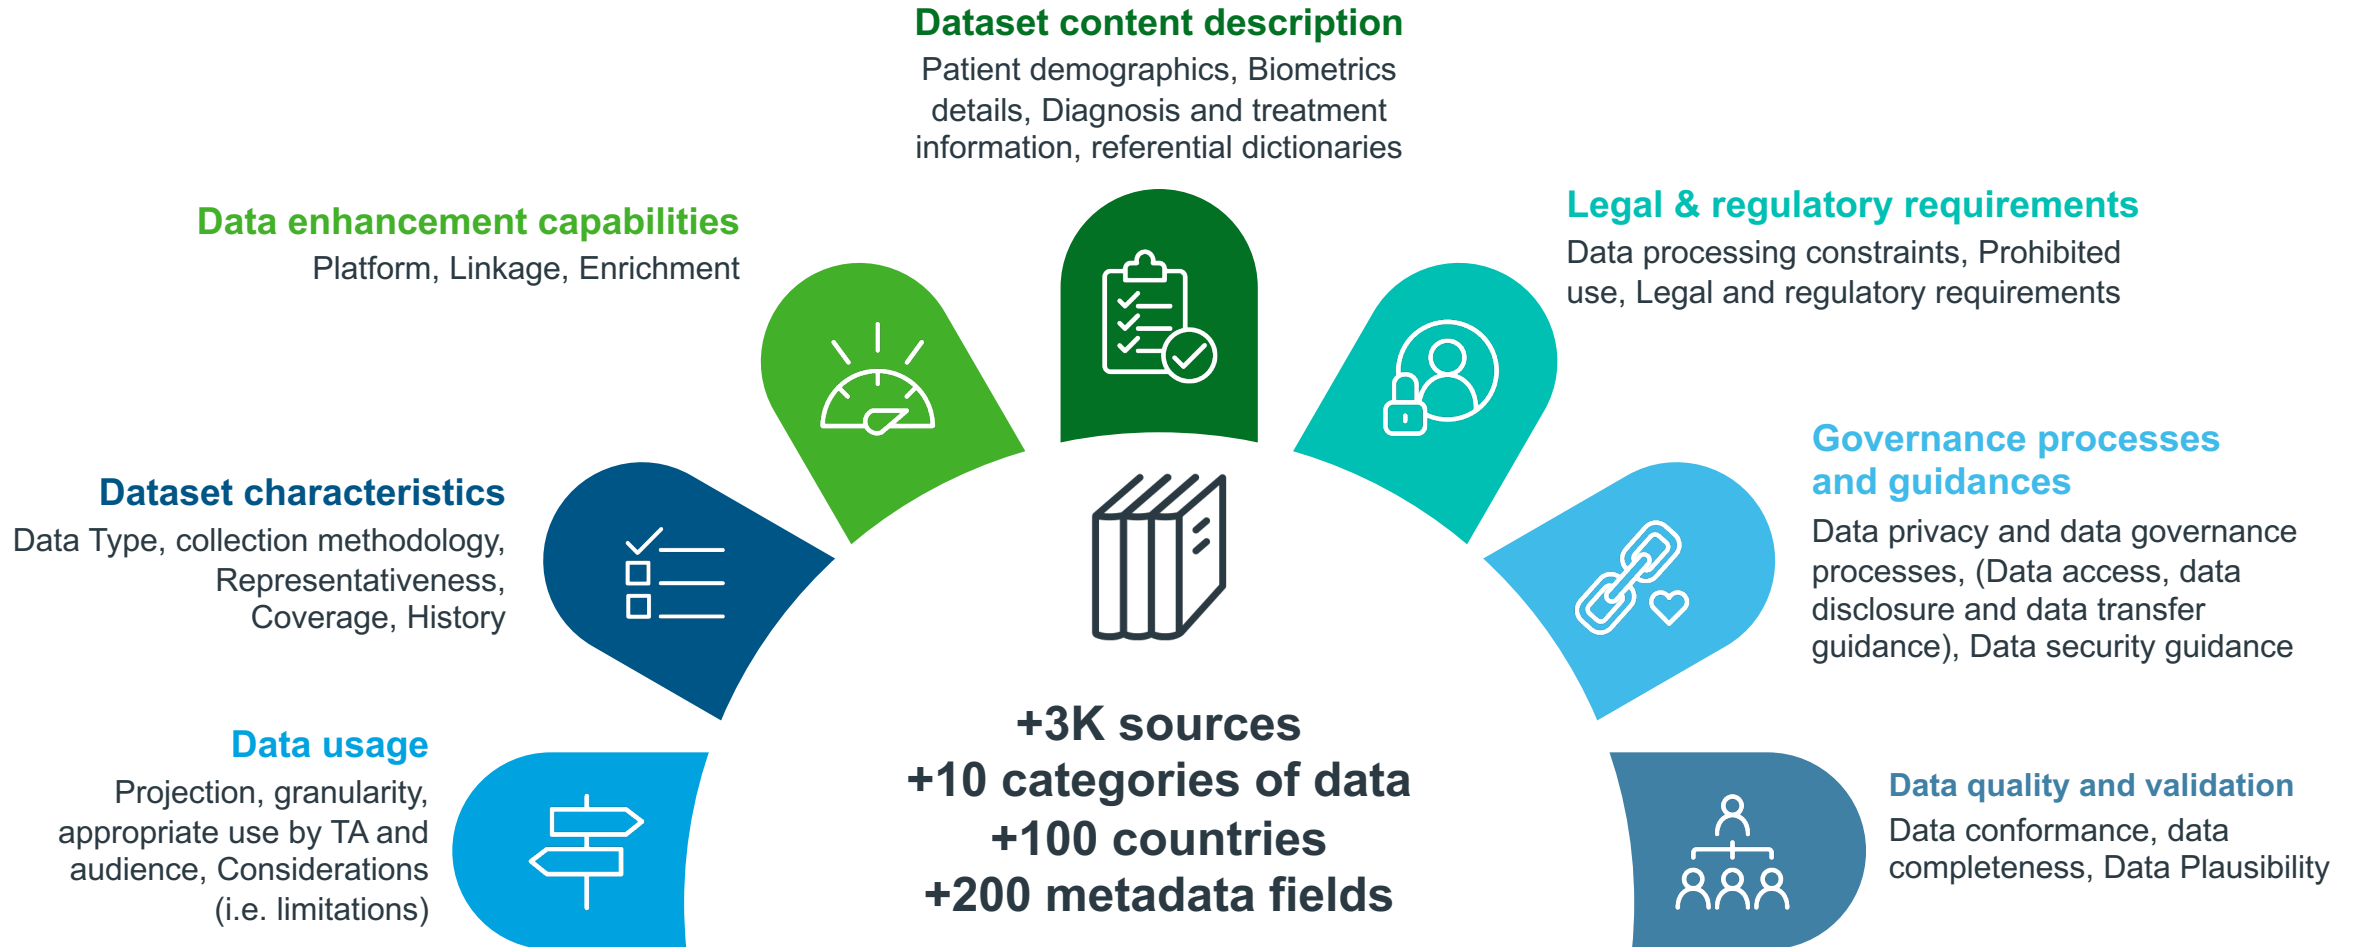 Dataset content description
Patient demographics, Biometrics
details, Diagnosis and treatment
information, referential dictionaries
Data enhancement capabilities
Platform, Linkage, Enrichment
Legal & regulatory requirements
Data processing constraints, Prohibited
use, Legal and regulatory requirements
Dataset characteristics
Data Type, collection methodology,
Representativeness,
Coverage, History
Governance processes
and guidances
Data privacy and data governance
processes, (Data access, data
disclosure and data transfer
guidance), Data security guidance
Data usage
Projection, granularity,
appropriate use by TA and
audience, Considerations
(i.e. limitations)
+3K sources
+10 categories of data
+100 countries
+200 metadata fields
Data quality and validation
Data conformance, data
completeness, Data Plausibility